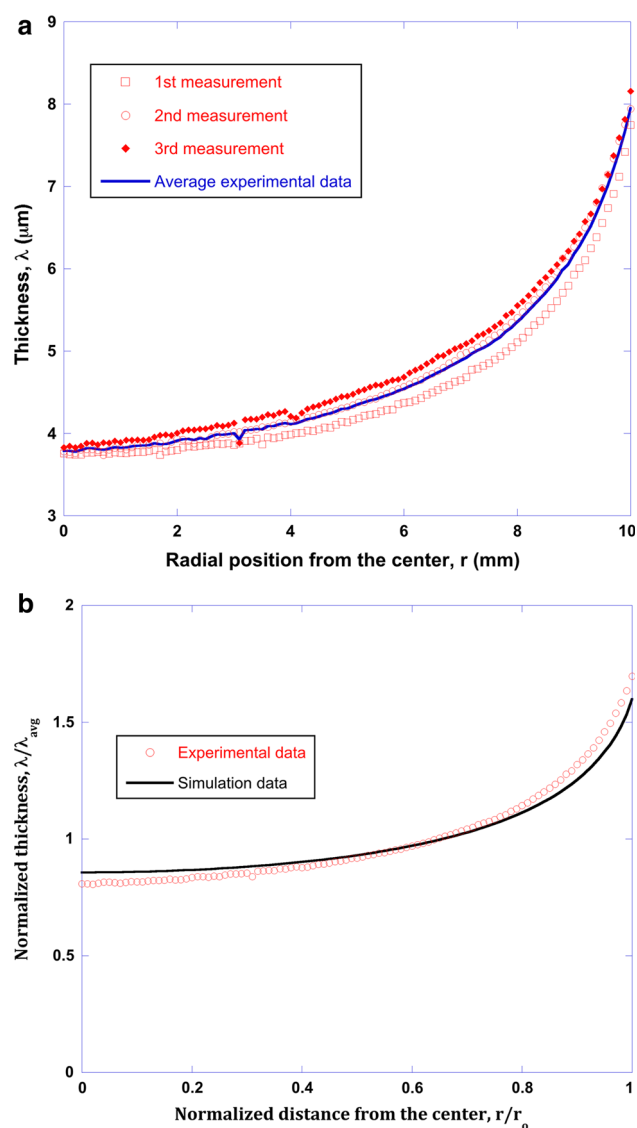 a
9
8
7
6
5
4
3
Thickness, λ (μm)
1st measurement
2nd measurement
3rd measurement
Average experimental data
0 2 4 6 8 10
Radial position from the center, r (mm)
b
2
1.5
1
0.5
0
Normalized thickness, λ/λavg
Experimental data
Simulation data
0 0.2 0.4 0.6 0.8 1
Normalized distance from the center, r/ro